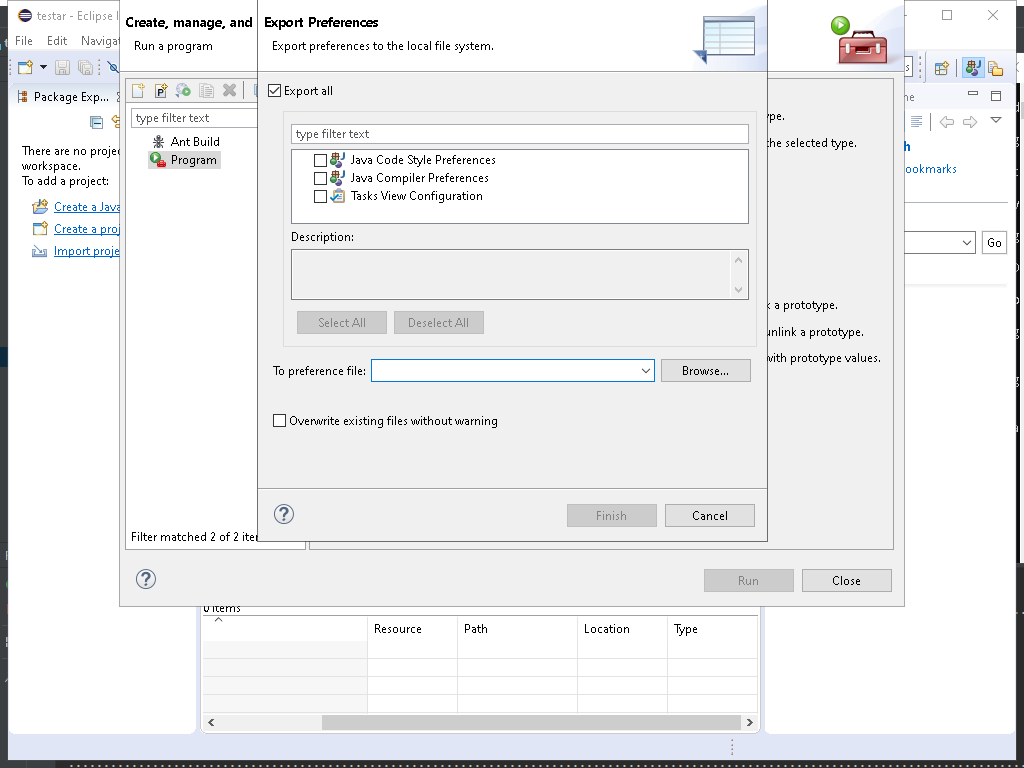 testar - Eclipse I
File Edit Navigat
Package Exp...
There are no projec
workspace.
To add a project:
Create a Java
Create a proj
Import proje
Create, manage, and
Run a program
type filter text
Ant Build
Program
Filter matched 2 of 2 iter
Export Preferences
Export preferences to the local file system.
Export all
type filter text
Java Code Style Preferences
Java Compiler Preferences
Tasks View Configuration
Description:
Select All
Deselect All
To preference file:
Browse...
Overwrite existing files without warning
Finish
Cancel
ype.
the selected type.
k a prototype.
unlink a prototype.
with prototype values.
Run
Close
ne
h
ookmarks
Go
0 items
Resource Path Location Type